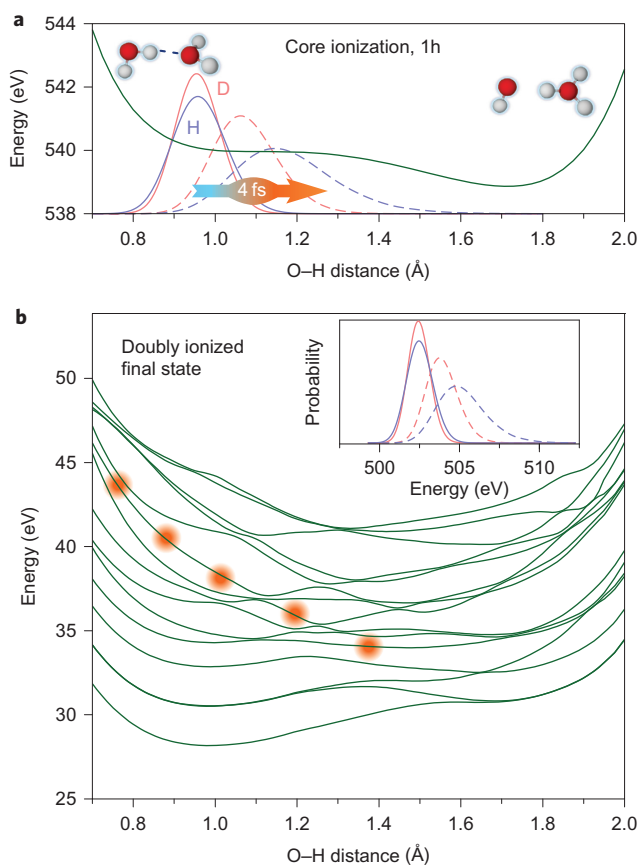 a
544
542
540
538
Energy (eV)
Core ionization, 1h
D
H
4 fs
0.8 1.0 1.2 1.4 1.6 1.8 2.0
O–H distance (Å)
b
Doubly ionized
final state
50
45
40
35
30
25
Energy (eV)
Probability
500 505 510
Energy (eV)
0.8 1.0 1.2 1.4 1.6 1.8 2.0
O–H distance (Å)